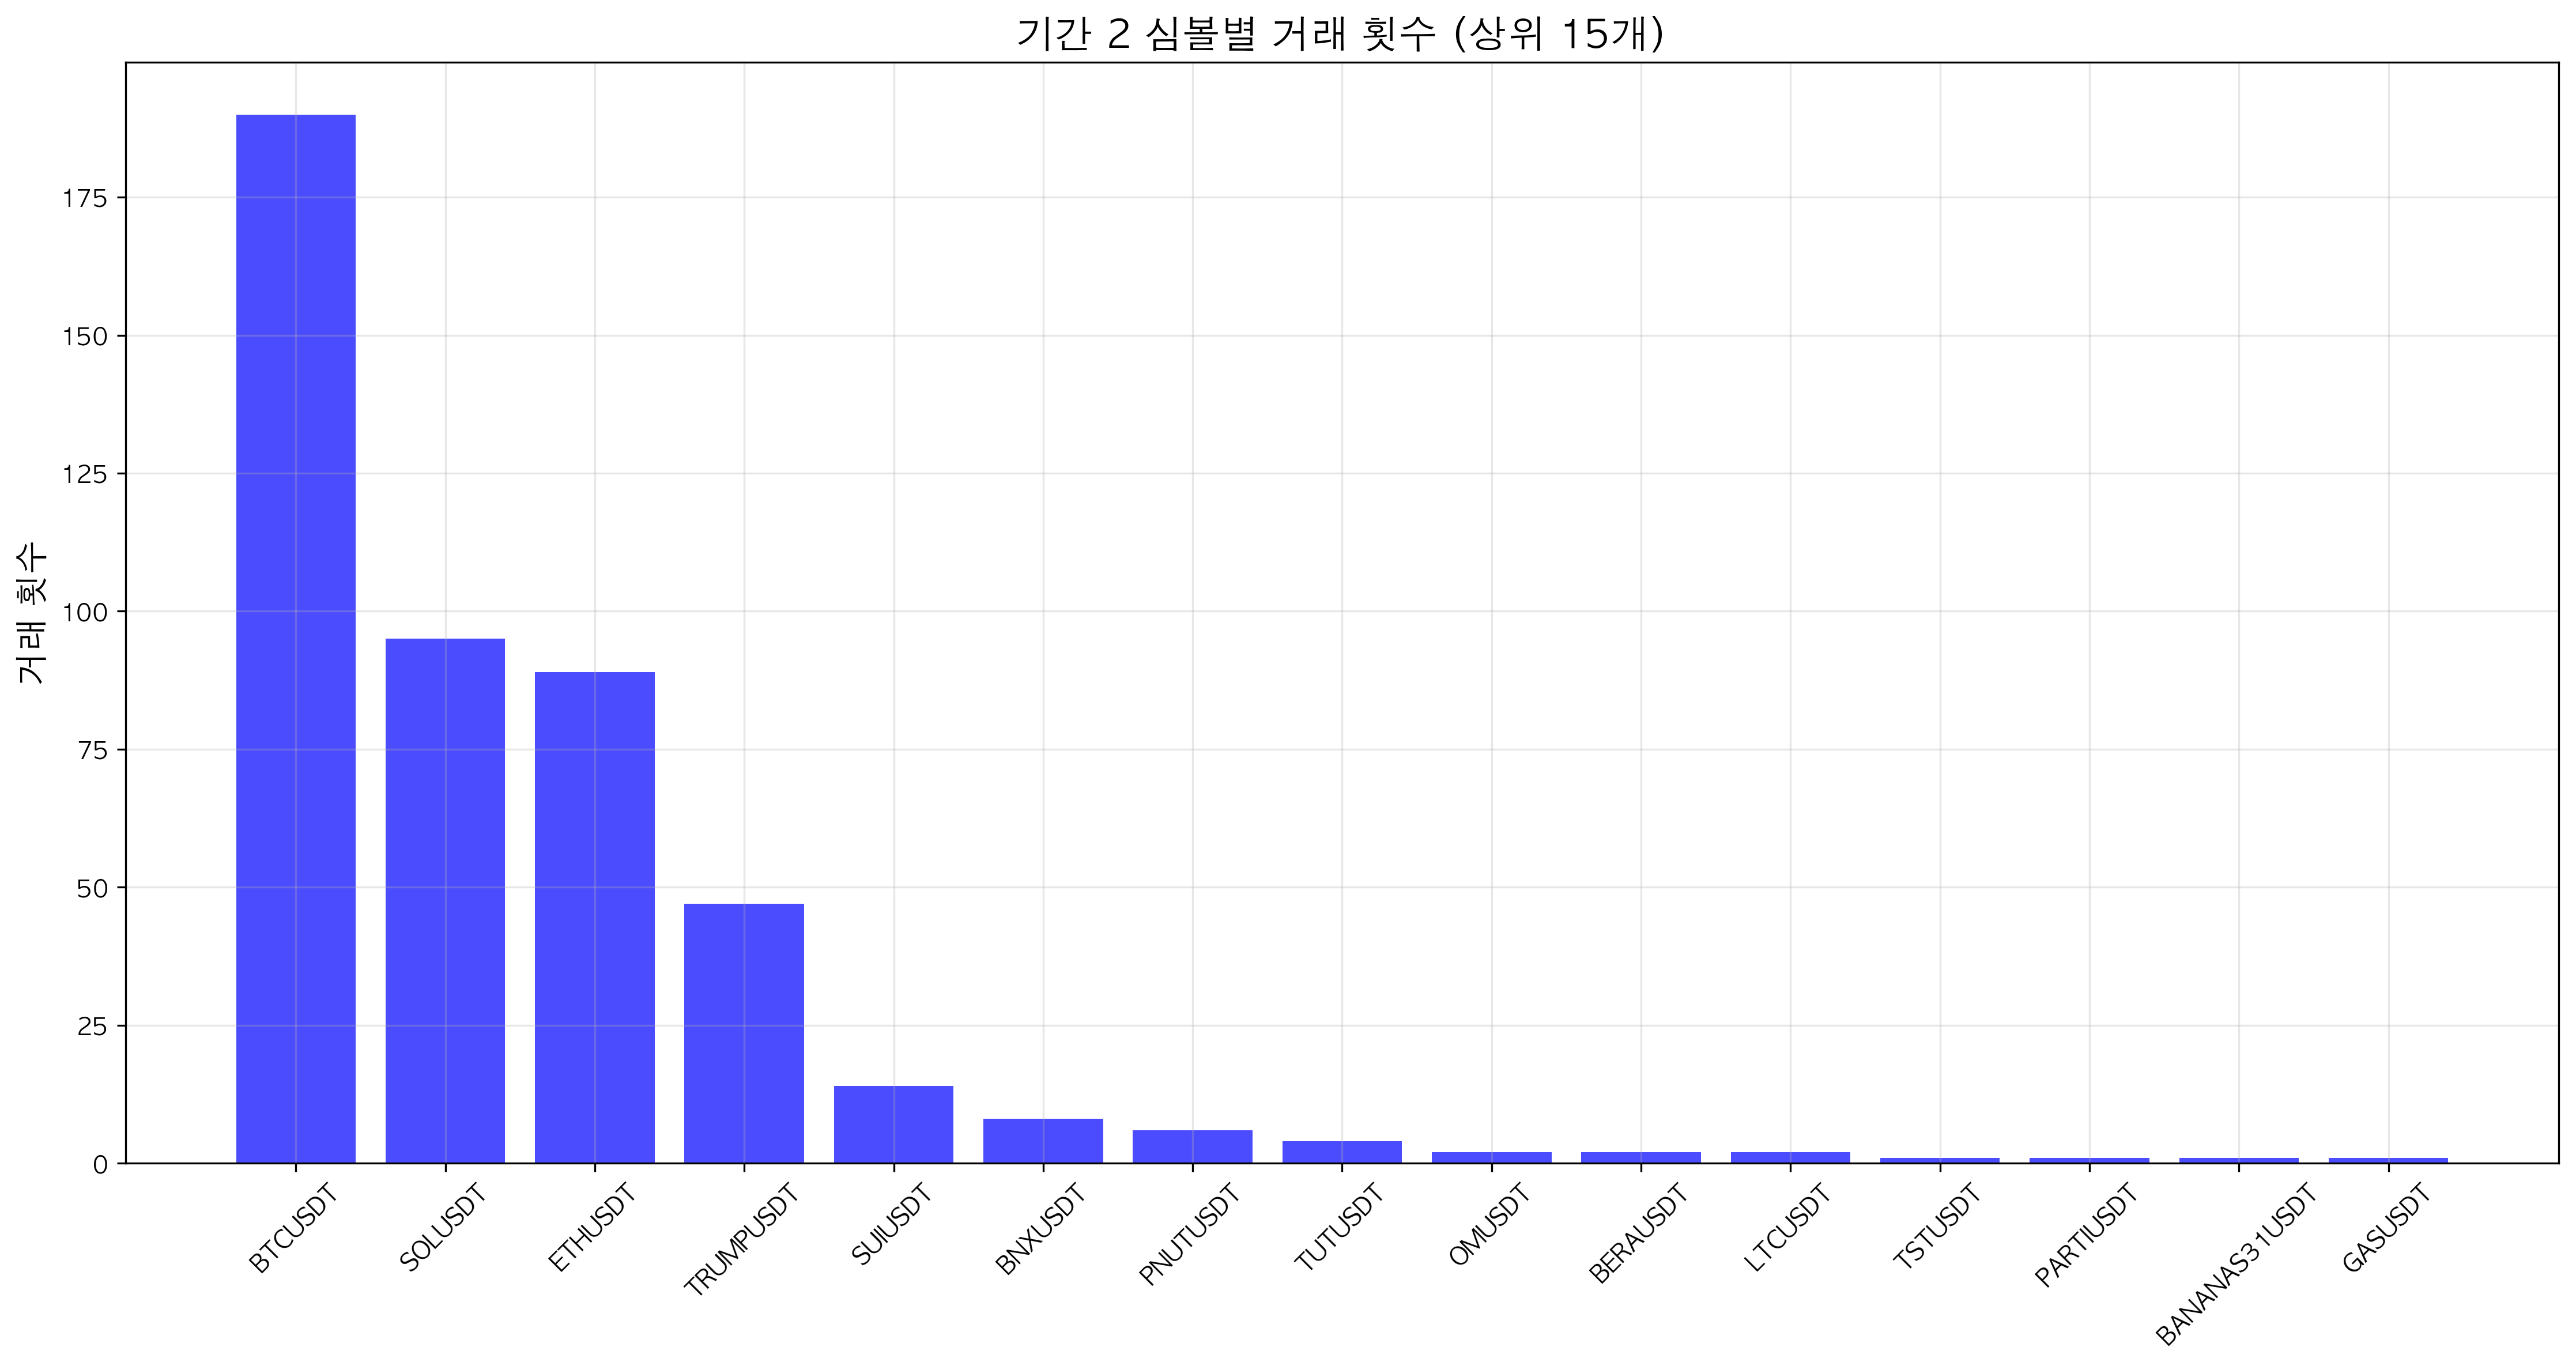 기간 2 심볼별 거래 횟수 (상위 15개)
거래 횟수
175
150
125
100
75
50
25
0
BTCUSDT
SOLUSDT
ETHUSDT
TRUMPUSDT
SUIUSDT
BNXUSDT
PNUTUSDT
TUTUSDT
OMUSDT
BERAUSDT
LTCUSDT
TSTUSDT
PARTIUSDT
BANANAS31USDT
GASUSDT